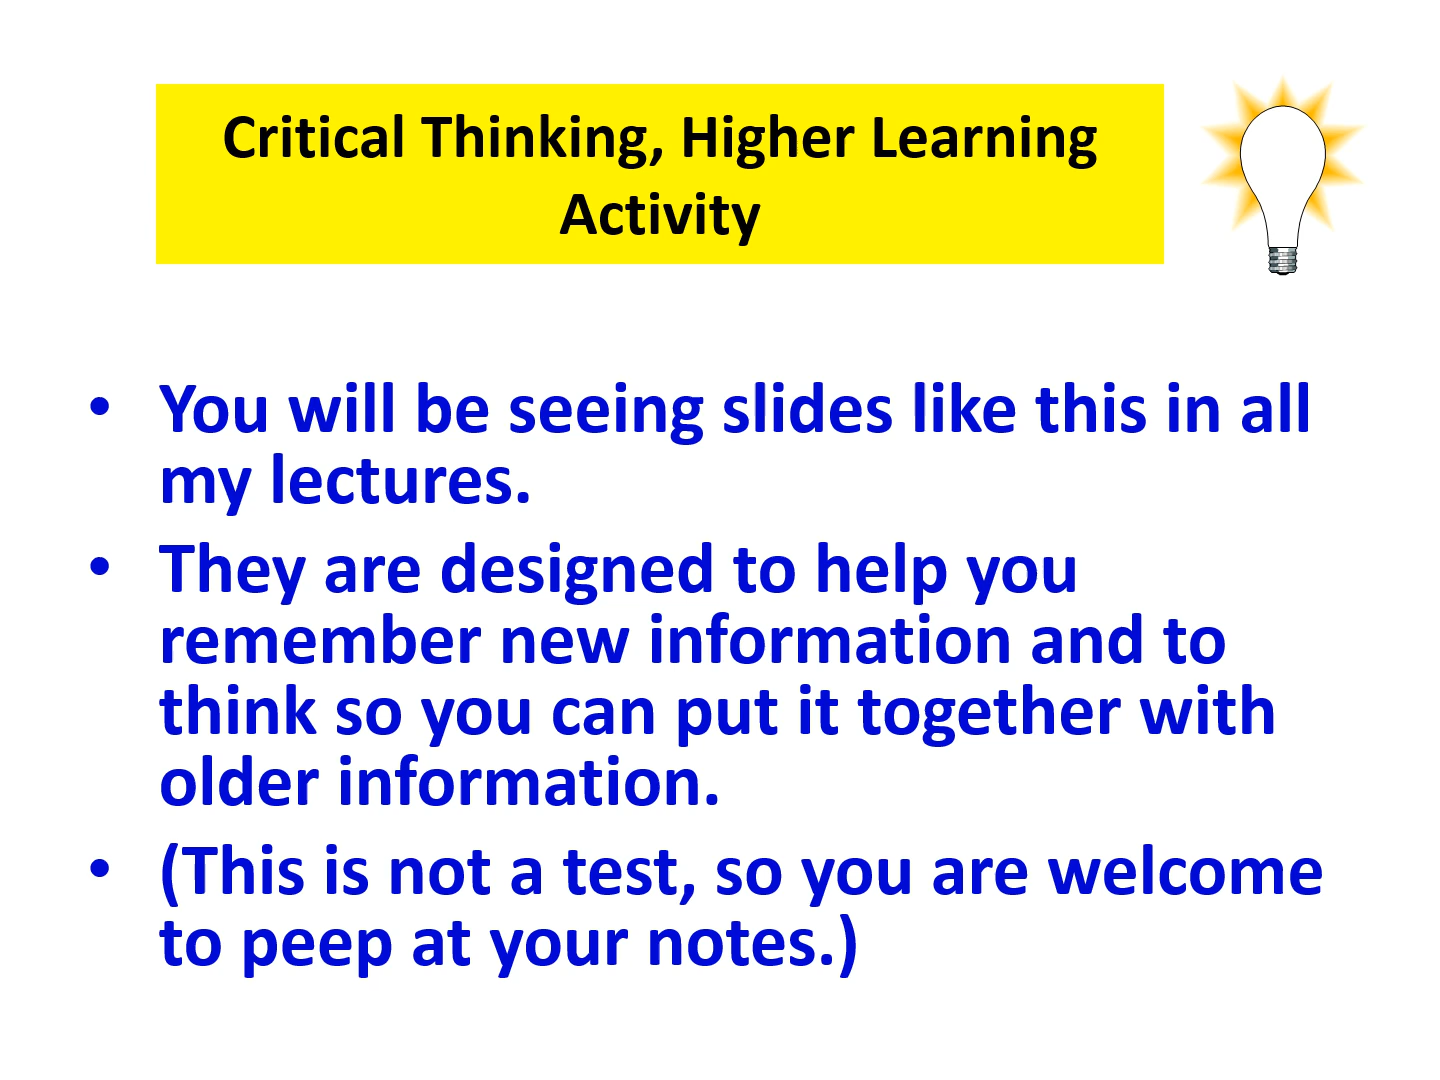 Critical Thinking, Higher Learning
Activity
• You will be seeing slides like this in all
my lectures.
• They are designed to help you
remember new information and to
think so you can put it together with
older information.
• (This is not a test, so you are welcome
to peep at your notes.)